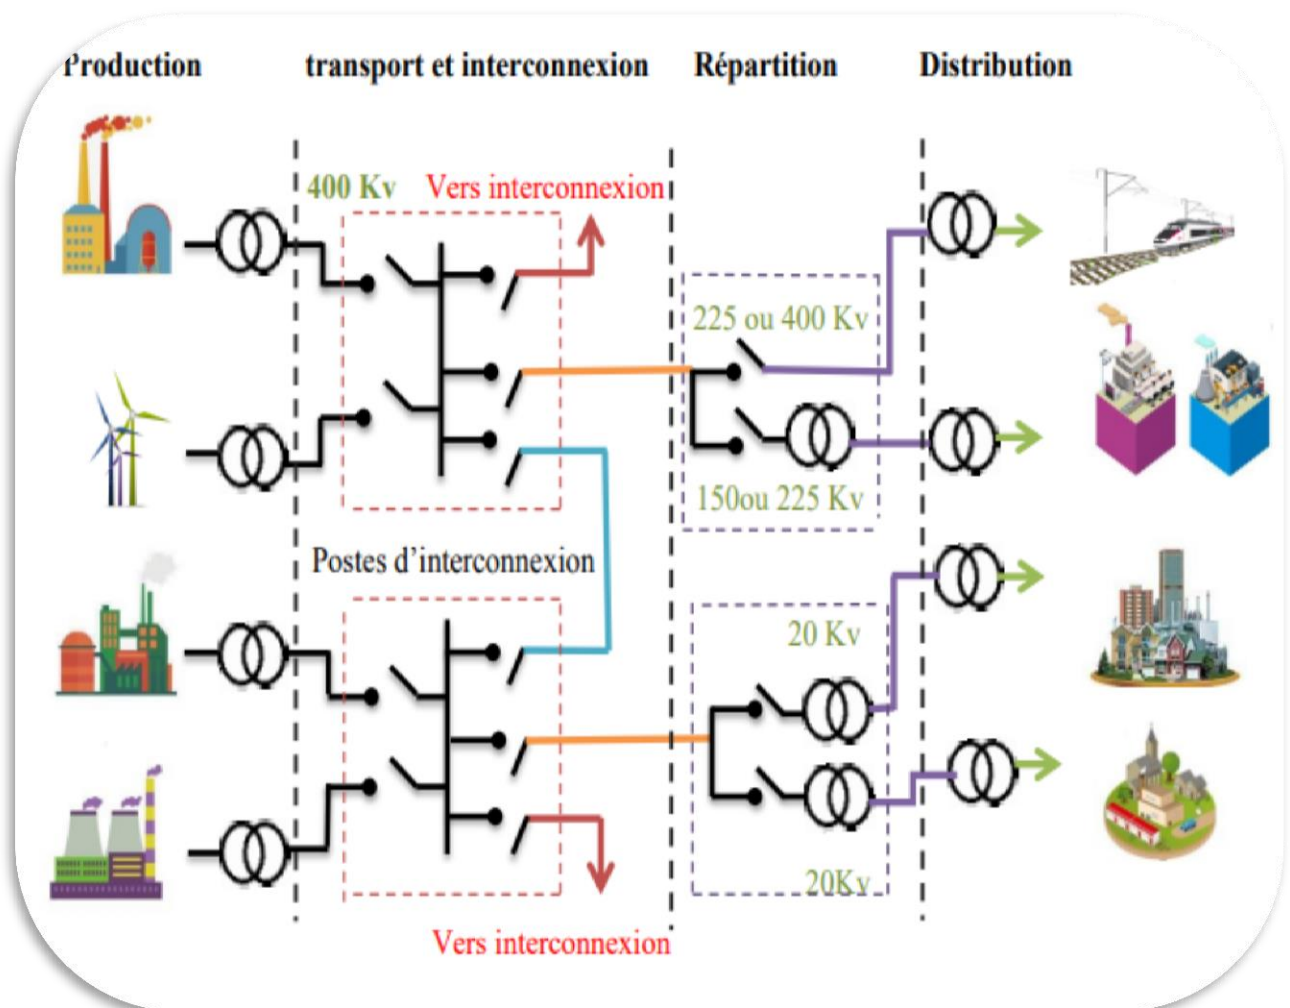 Production
transport et interconnexion
Répartition
Distribution
400 Kv
Vers interconnexion
225 ou 400 Kv
150ou 225 Kv
Postes d'interconnexion
20 Kv
20Kv
Vers interconnexion